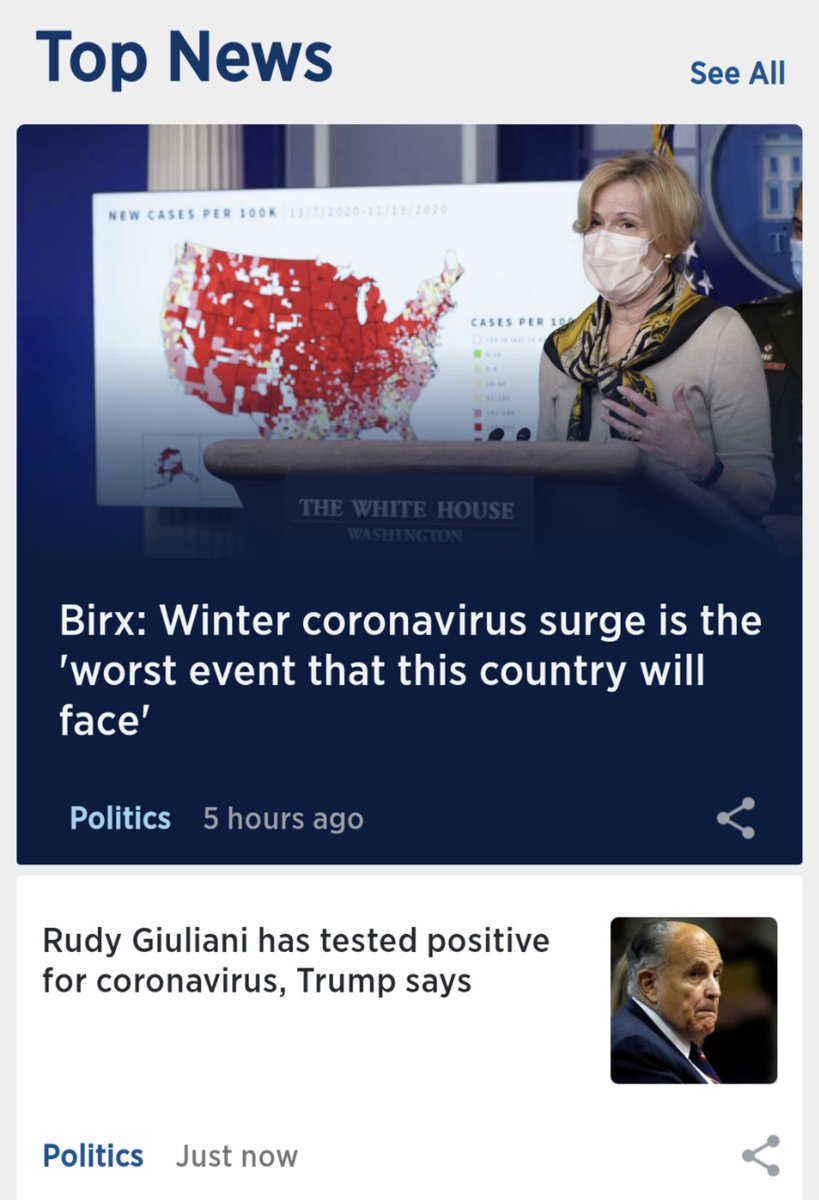 Top News
See All
NEW CASES PER 100K | 11/7/2020-11/13/2020
CASES PER 100
THE WHITE HOUSE
WASHINGTON
Birx: Winter coronavirus surge is the
'worst event that this country will
face'
Politics 5 hours ago
Rudy Giuliani has tested positive
for coronavirus, Trump says
Politics Just now